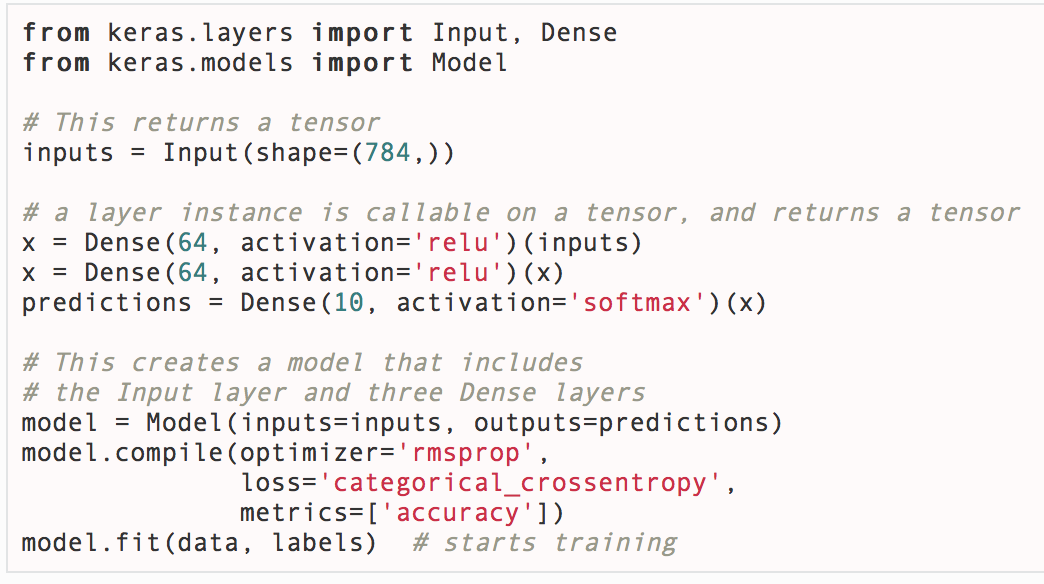 from keras.layers import Input, Dense
from keras.models import Model

# This returns a tensor
inputs = Input(shape=(784,))

# a layer instance is callable on a tensor, and returns a tensor
x = Dense(64, activation='relu')(inputs)
x = Dense(64, activation='relu')(x)
predictions = Dense(10, activation='softmax')(x)

# This creates a model that includes
# the Input layer and three Dense layers
model = Model(inputs=inputs, outputs=predictions)
model.compile(optimizer='rmsprop',
              loss='categorical_crossentropy',
              metrics=['accuracy'])
model.fit(data, labels)  # starts training